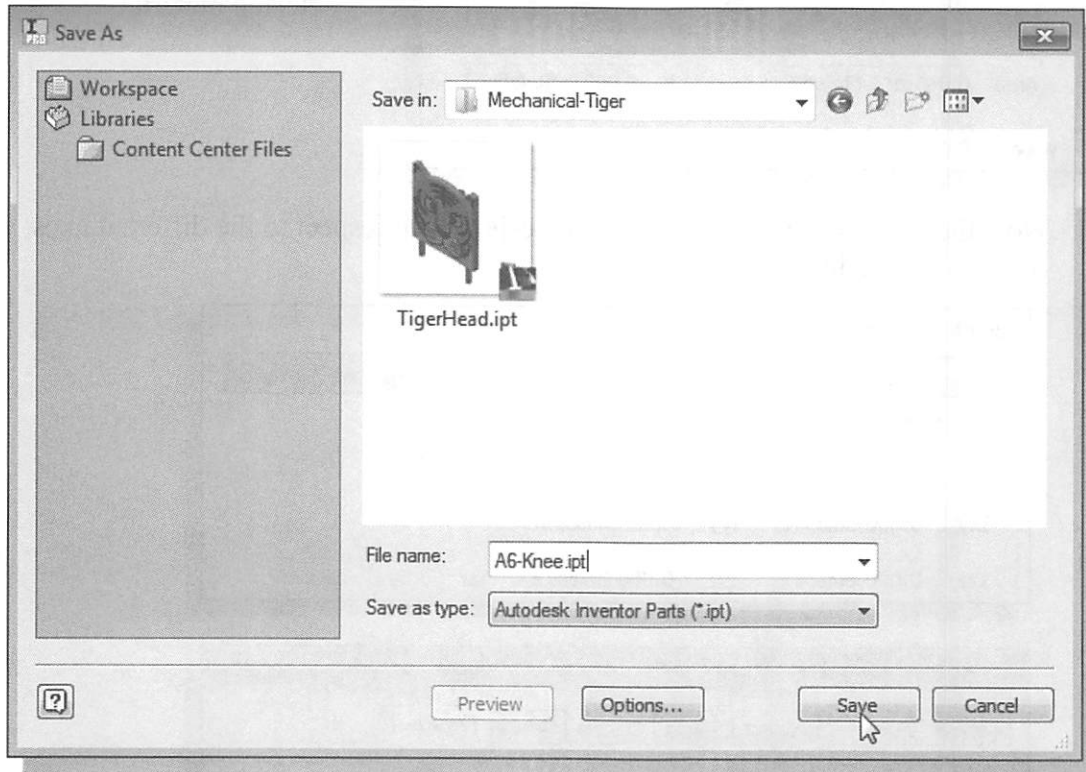 I PRO Save As
Workspace
Libraries
Content Center Files
Save in: Mechanical-Tiger
TigerHead.ipt
File name: A6-Knee.ipt
Save as type: Autodesk Inventor Parts (*.ipt)
Preview Options... Save Cancel